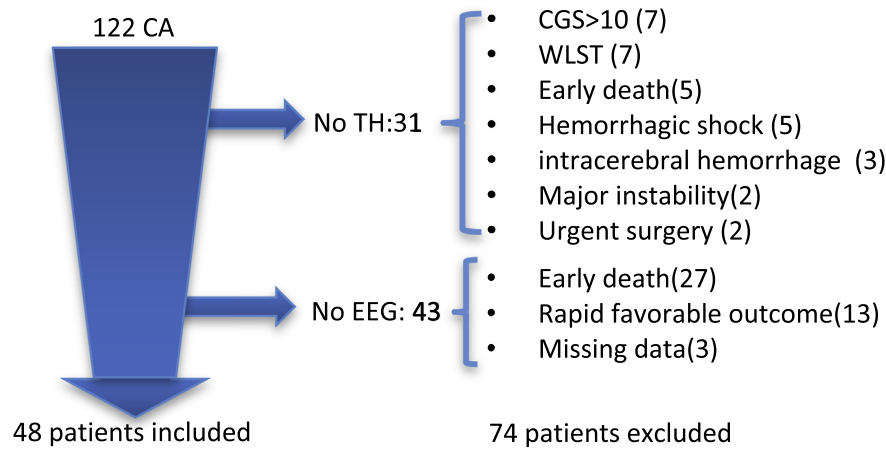 122 CA
No TH:31
• CGS>10 (7)
• WLST (7)
• Early death(5)
• Hemorrhagic shock (5)
• intracerebral hemorrhage (3)
• Major instability(2)
• Urgent surgery (2)
No EEG: 43
• Early death(27)
• Rapid favorable outcome(13)
• Missing data(3)
48 patients included
74 patients excluded